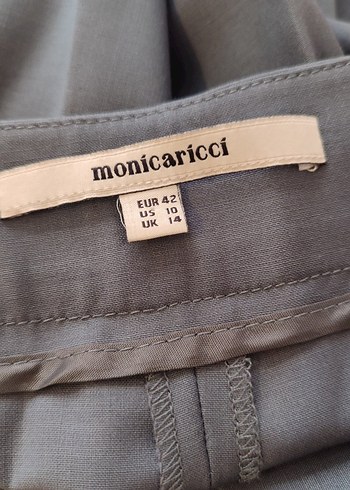 monicaricci
EUR 42
US 10
UK 14